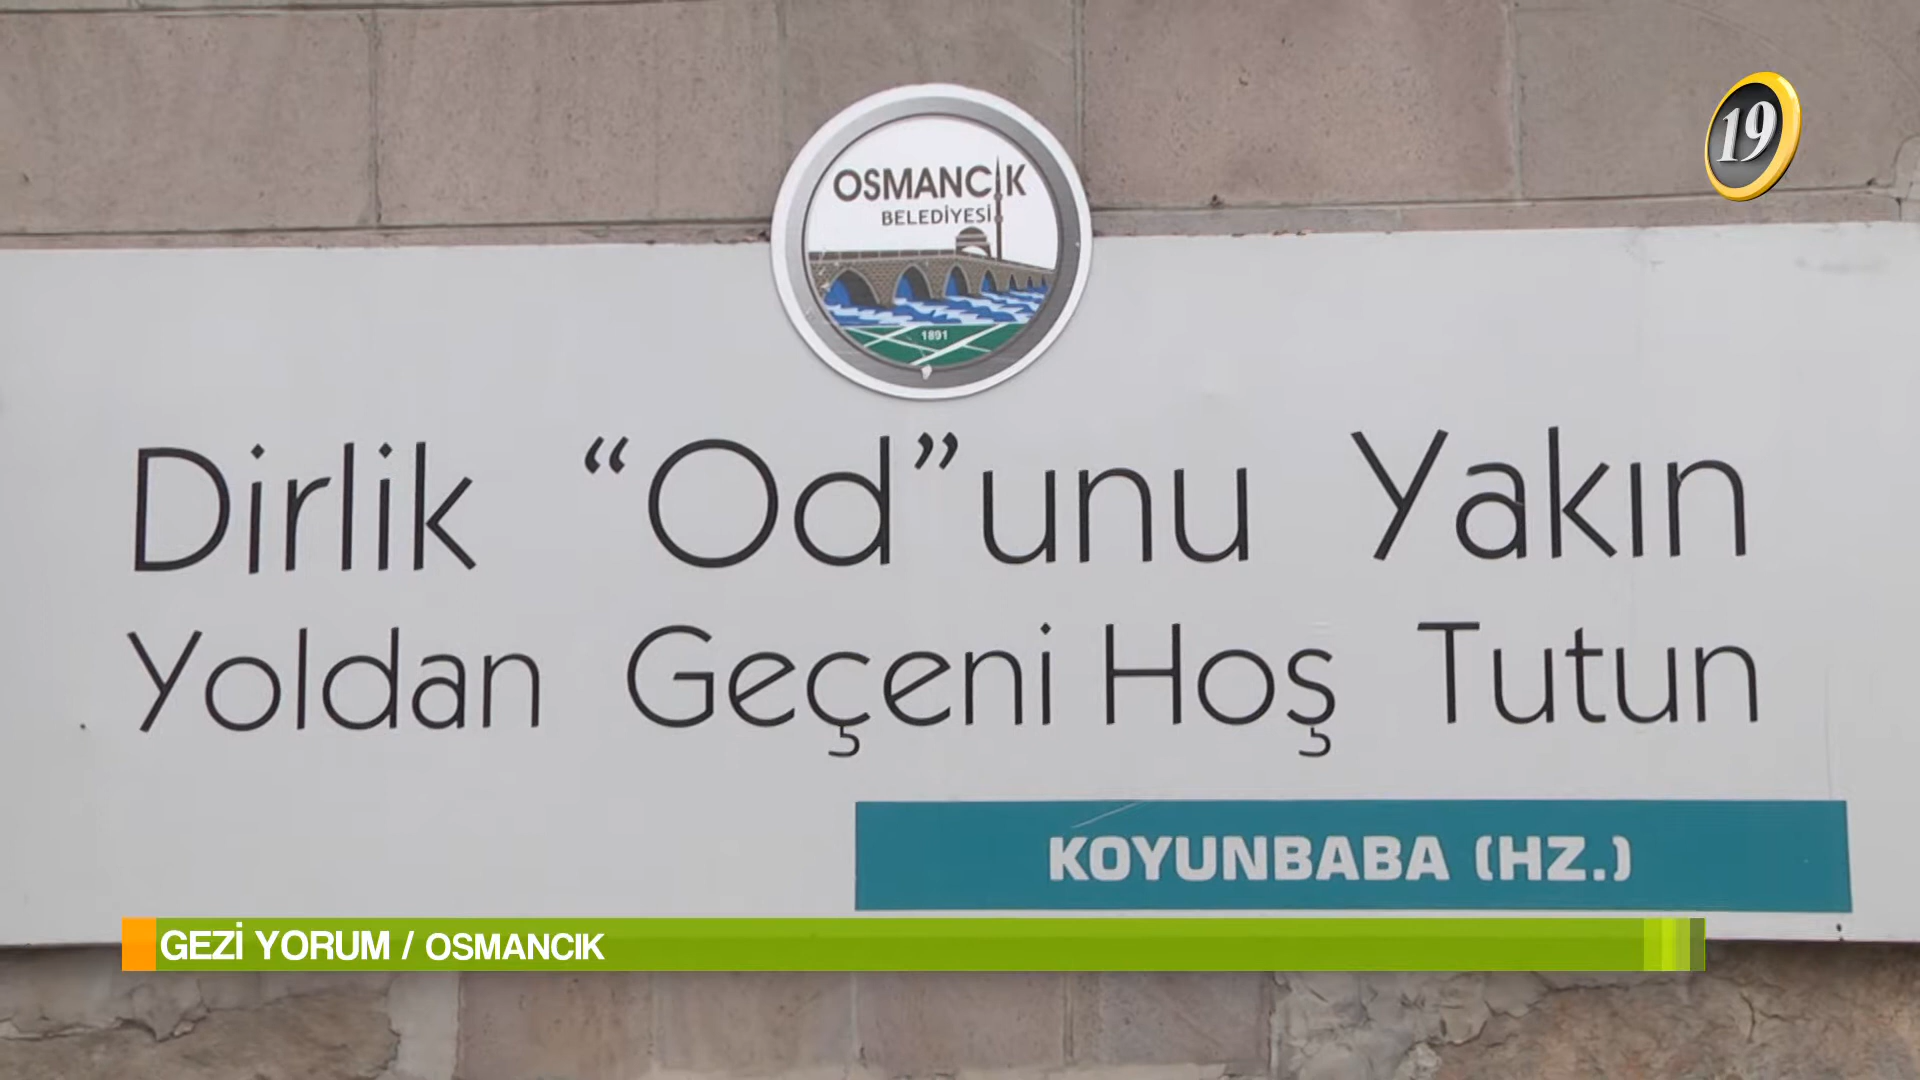 19
OSMANCIK
BELEDİYESİ
1891
Dirlik “Od”unu Yakın
Yoldan Geçeni Hoş Tutun
KOYUNBABA (HZ.)
GEZİ YORUM / OSMANCIK